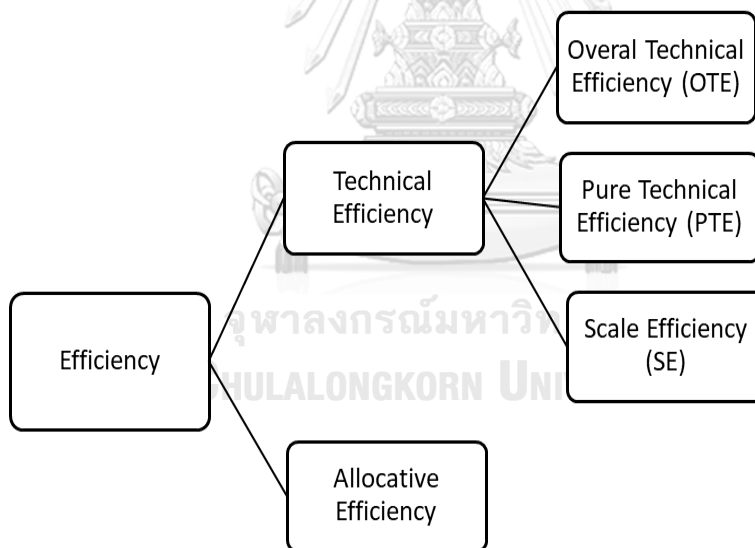 Overal Technical
Efficiency (OTE)
Technical
Efficiency
Pure Technical
Efficiency (PTE)
Scale Efficiency
(SE)
Efficiency
จุฬาลงกรณ์มหาวิท
HULALONGKORN UNI
Allocative
Efficiency